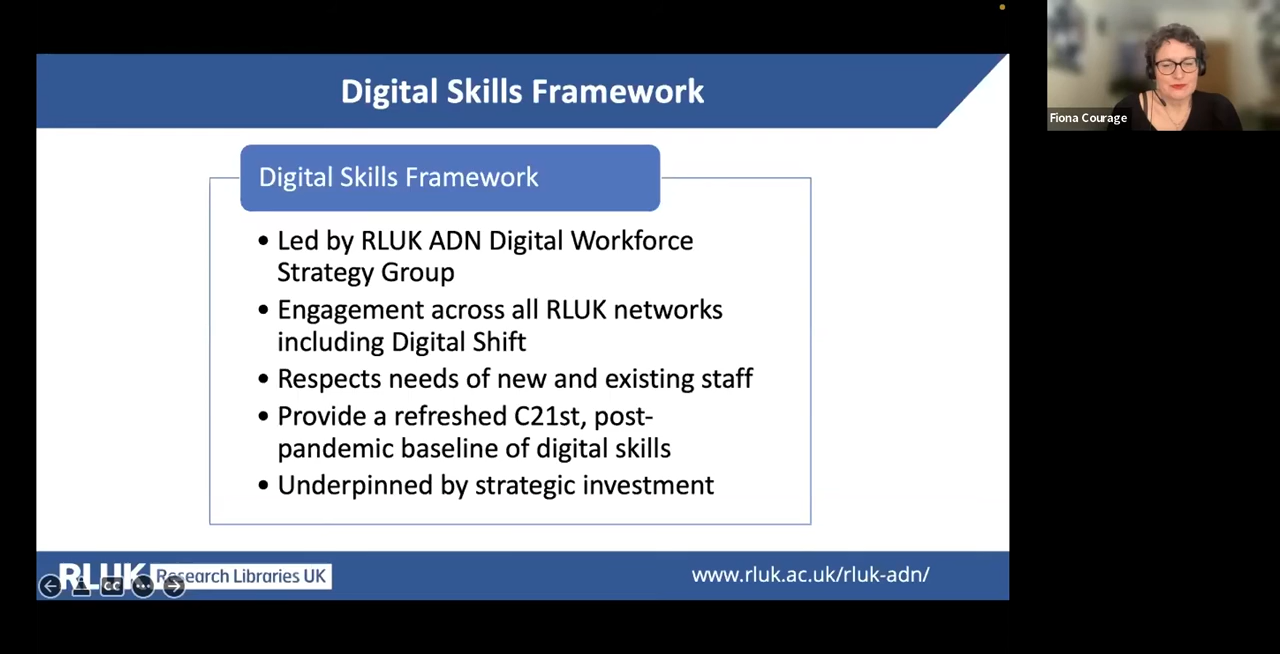 Digital Skills Framework
Fiona Courage
Digital Skills Framework
• Led by RLUK ADN Digital Workforce
Strategy Group
• Engagement across all RLUK networks
including Digital Shift
• Respects needs of new and existing staff
• Provide a refreshed C21st, post-
pandemic baseline of digital skills
• Underpinned by strategic investment
RLUK Research Libraries UK
CC
www.rluk.ac.uk/rluk-adn/